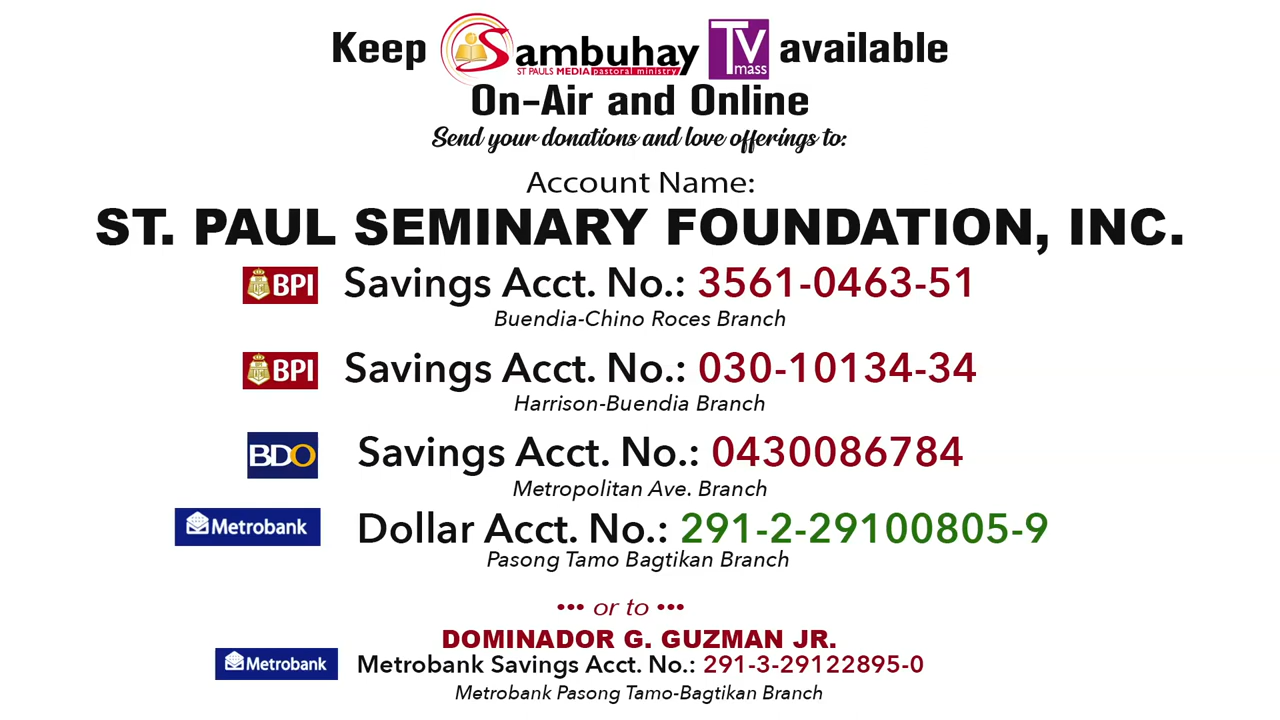 Keep Sambuhay TV mass available
ST PAULS MEDIA pastoral ministry
On-Air and Online
Send your donations and love offerings to:
Account Name:
ST. PAUL SEMINARY FOUNDATION, INC.
BPI Savings Acct. No.: 3561-0463-51
Buendia-Chino Roces Branch
BPI Savings Acct. No.: 030-10134-34
Harrison-Buendia Branch
BDO Savings Acct. No.: 0430086784
Metropolitan Ave. Branch
Metrobank Dollar Acct. No.: 291-2-29100805-9
Pasong Tamo Bagtikan Branch
••• or to •••
DOMINADOR G. GUZMAN JR.
Metrobank Metrobank Savings Acct. No.: 291-3-29122895-0
Metrobank Pasong Tamo-Bagtikan Branch